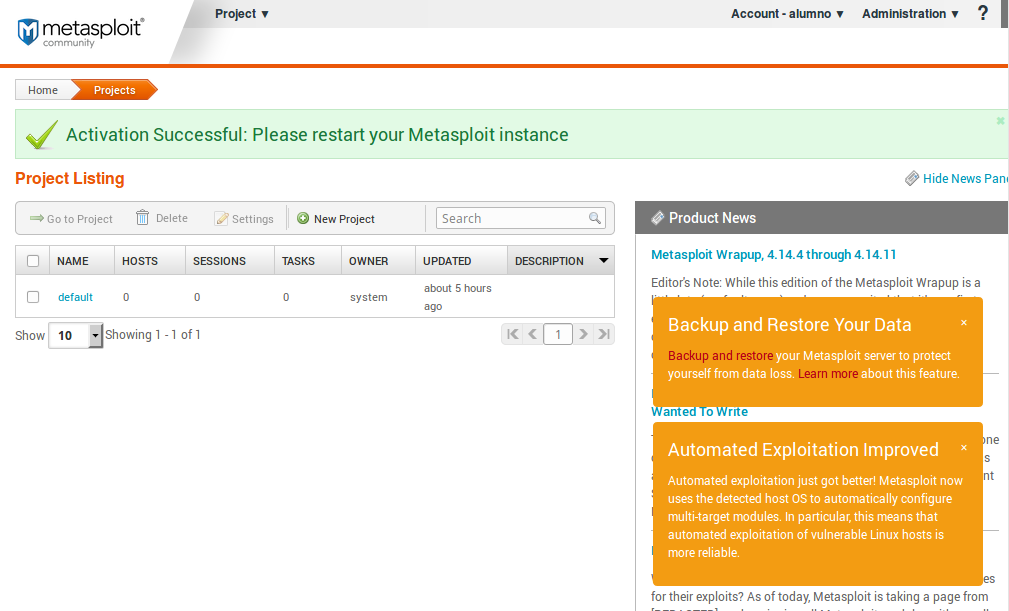 metasploit®
community
Project ▼
Account - alumno ▼
Administration ▼
?
Home
Projects
Activation Successful: Please restart your Metasploit instance
Project Listing
Hide News Pane
Go to Project
Delete
Settings
New Project
Search
NAME HOSTS SESSIONS TASKS OWNER UPDATED DESCRIPTION
default 0 0 0 system about 5 hours
ago
Show 10 Showing 1 - 1 of 1
1
Product News
Metasploit Wrapup, 4.14.4 through 4.14.11
Editor's Note: While this edition of the Metasploit Wrapup is a
Backup and Restore Your Data ×
Backup and restore your Metasploit server to protect
yourself from data loss. Learn more about this feature.
Wanted To Write
Automated Exploitation Improved ×
Automated exploitation just got better! Metasploit now
uses the detected host OS to automatically configure
multi-target modules. In particular, this means that
automated exploitation of vulnerable Linux hosts is
more reliable.
for their exploits? As of today, Metasploit is taking a page from